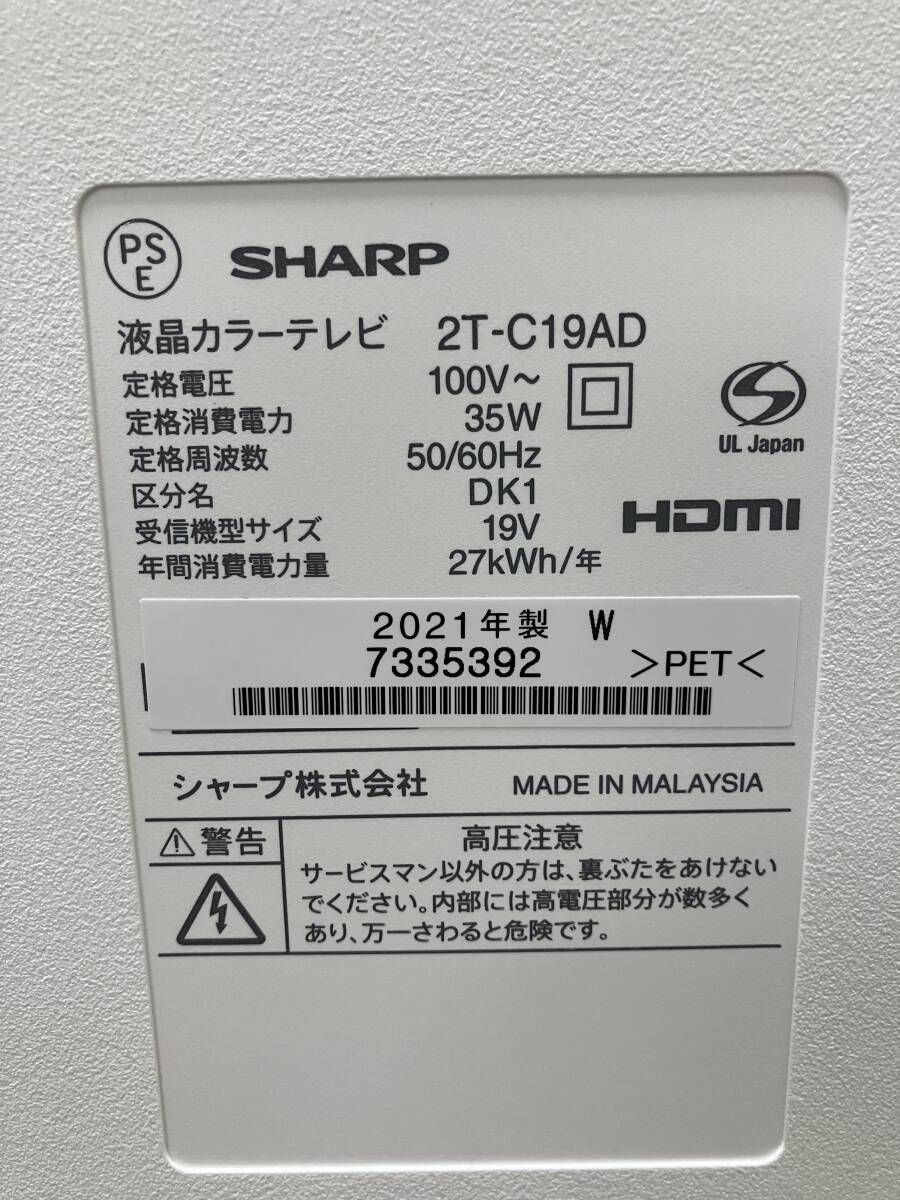 PSE SHARP
液晶カラーテレビ 2T-C19AD
定格電圧 100V～
定格消費電力 35W
定格周波数 50/60Hz
区分名 DK1
受信機型サイズ 19V
年間消費電力量 27kWh/年
UL Japan
HDMI
2021年製 W
7335392 >PET<
シャープ株式会社 MADE IN MALAYSIA
警告
高圧注意
サービスマン以外の方は、裏ぶたをあけない
でください。内部には高電圧部分が数多く
あり、万一さわると危険です。